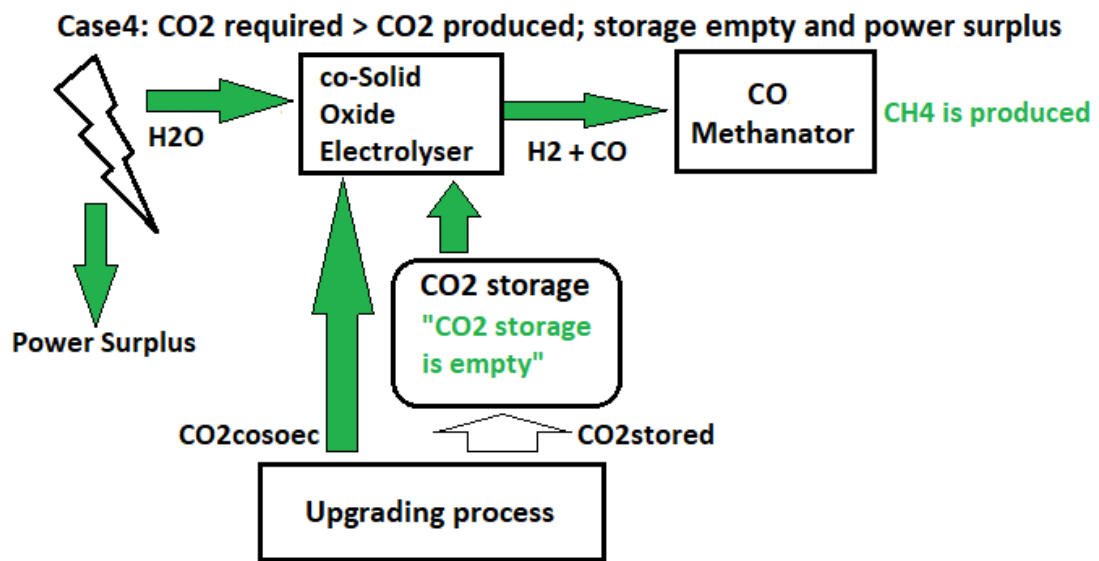 Case4: CO2 required > CO2 produced; storage empty and power surplus
co-Solid
Oxide
Electrolyser
H2O
H2 + CO
CO
Methanator
CH4 is produced
Power Surplus
CO2 storage
"CO2 storage
is empty"
CO2cosoec
CO2stored
Upgrading process